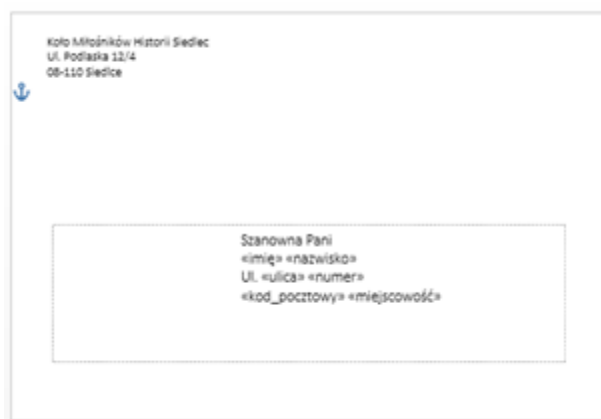 Koło Miłośników Historii Siedlec
Ul. Podlaska 12/4
08-110 Siedlce
Szanowna Pani
«imię» «nazwisko»
Ul. «ulica» «numer»
«kod_pocztowy» «miejscowość»